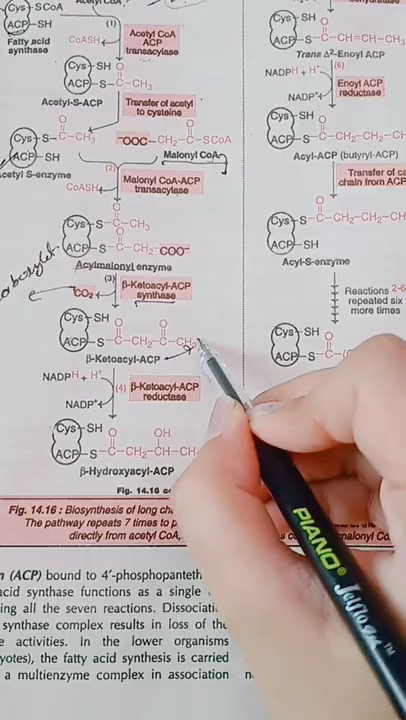 Cys-SCoA
ACP-SH
Fatty acid
synthase
(1)
CoASH
Acetyl CoA
ACP
transacylase
Cys-SH
ACP-S-C-CH3
O
Acetyl-S-ACP
Transfer of acetyl
to cysteine
O
Cys-S-C-CH3
ACP-SH
Acetyl S-enzyme
O
-OOC-CH2-C-SCoA
Malonyl CoA
(2)
CoASH
Malonyl CoA-ACP
transacylase
O
Cys-S-C-CH3
O
ACP-S-C-CH2-COO-
Acylmalonyl enzyme
(3)
CO2
β-Ketoacyl-ACP
synthase
Cys-SH
O O
ACP-S-C-CH2-C-CH3
β-Ketoacyl-ACP
NADPH + H+
NADP+
(4)
β-Ketoacyl-ACP
reductase
Cys-SH
O OH
ACP-S-C-CH2-CH-CH
β-Hydroxyacyl-ACP
Fig. 14.16
SH
O
ACP-S-C-CH=CH-CH
Trans Δ2-Enoyl ACP
(6)
NADPH + H+
NADP+
Enoyl ACP
reductase
Cys-SH
O
ACP-S-C-CH2-CH2-CH
Acyl-ACP (butyryl-ACP)
Transfer of
chain from ACP
O
Cys-S-C-CH2-CH2-CH
ACP-SH
Acyl-S-enzyme
Reactions 2-6
repeated six
more times
Cys-SH
O
ACP-S-C-
Fig. 14.16 : Biosynthesis of long
The pathway repeats 7 times to
directly from acetyl CoA, malonyl
(ACP) bound to 4'-phosphopanteth
acid synthase functions as a single
ing all the seven reactions.
synthase complex results in loss of the
activities. In the lower organisms
the fatty acid synthesis is carried
a multienzyme complex in association
PIANO